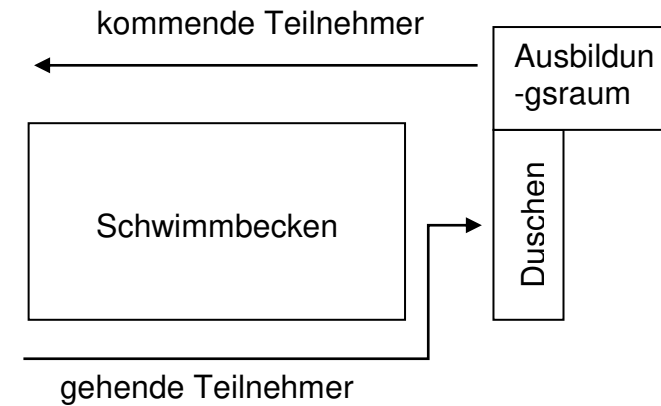 kommende Teilnehmer
Ausbildun
-gsraum
Schwimmbecken
Duschen
gehende Teilnehmer